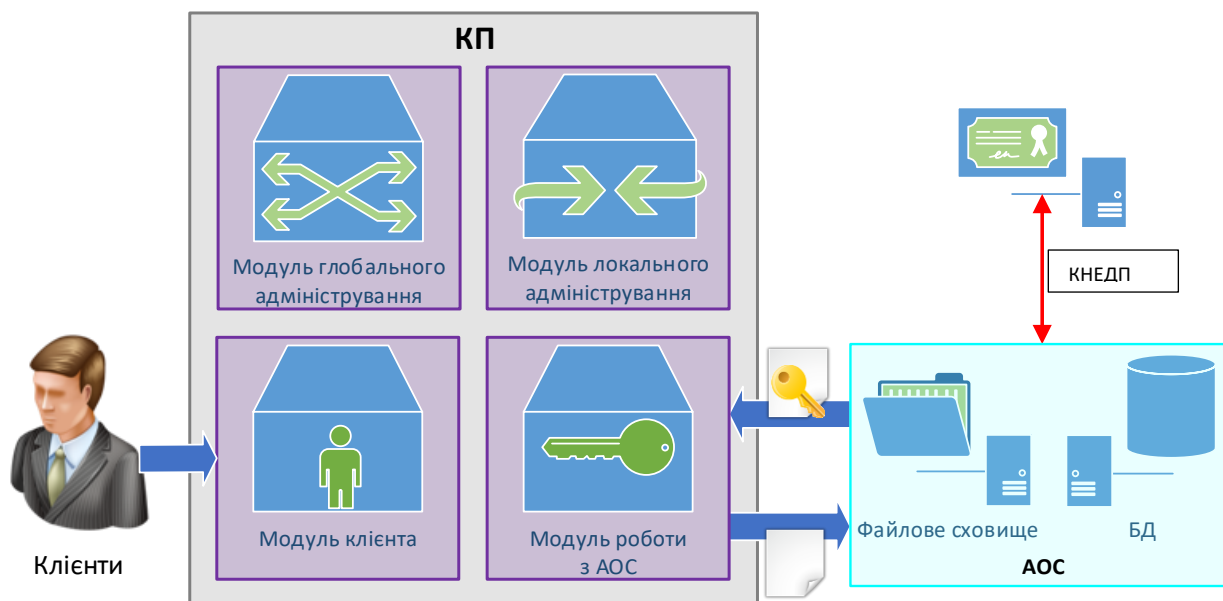 КП
Модуль глобального
адміністрування
Модуль локального
адміністрування
КНЕДП
Клієнти
Модуль клієнта
Модуль роботи
з АОС
Файлове сховище
БД
АОС